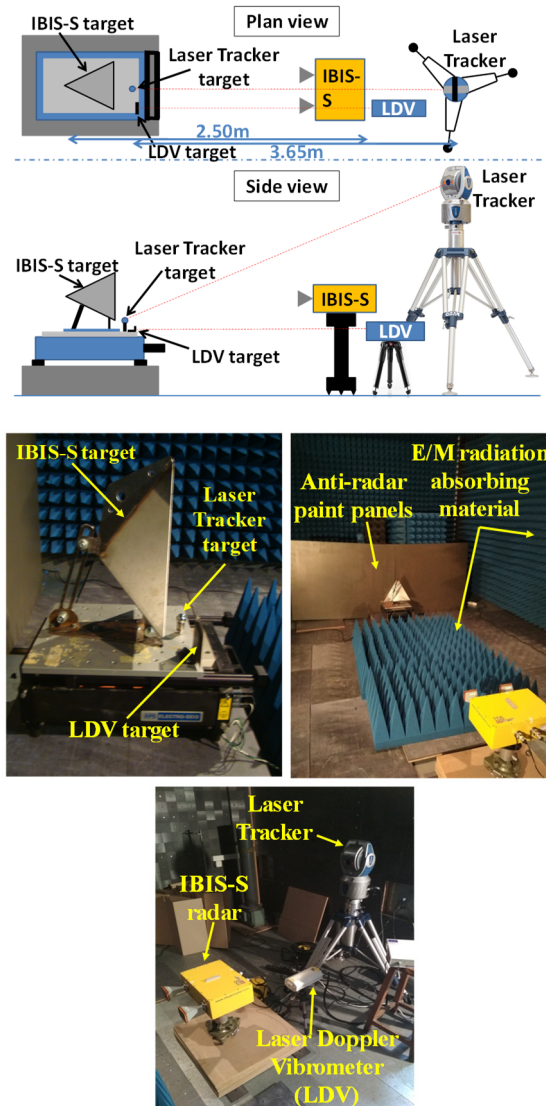 Plan view
IBIS-S target
Laser Tracker
target
IBIS-
S
LDV
Laser
Tracker
2.50m
LDV target
3.65m
Side view
Laser
Tracker
Laser Tracker
target
IBIS-S target
IBIS-S
LDV
LDV target
IBIS-S
target
Laser
Tracker
target
LDV target
E/M radiation
absorbing
material
Anti-radar
paint panels
Laser
Tracker
IBIS-S
radar
Laser Doppler
Vibrometer
(LDV)